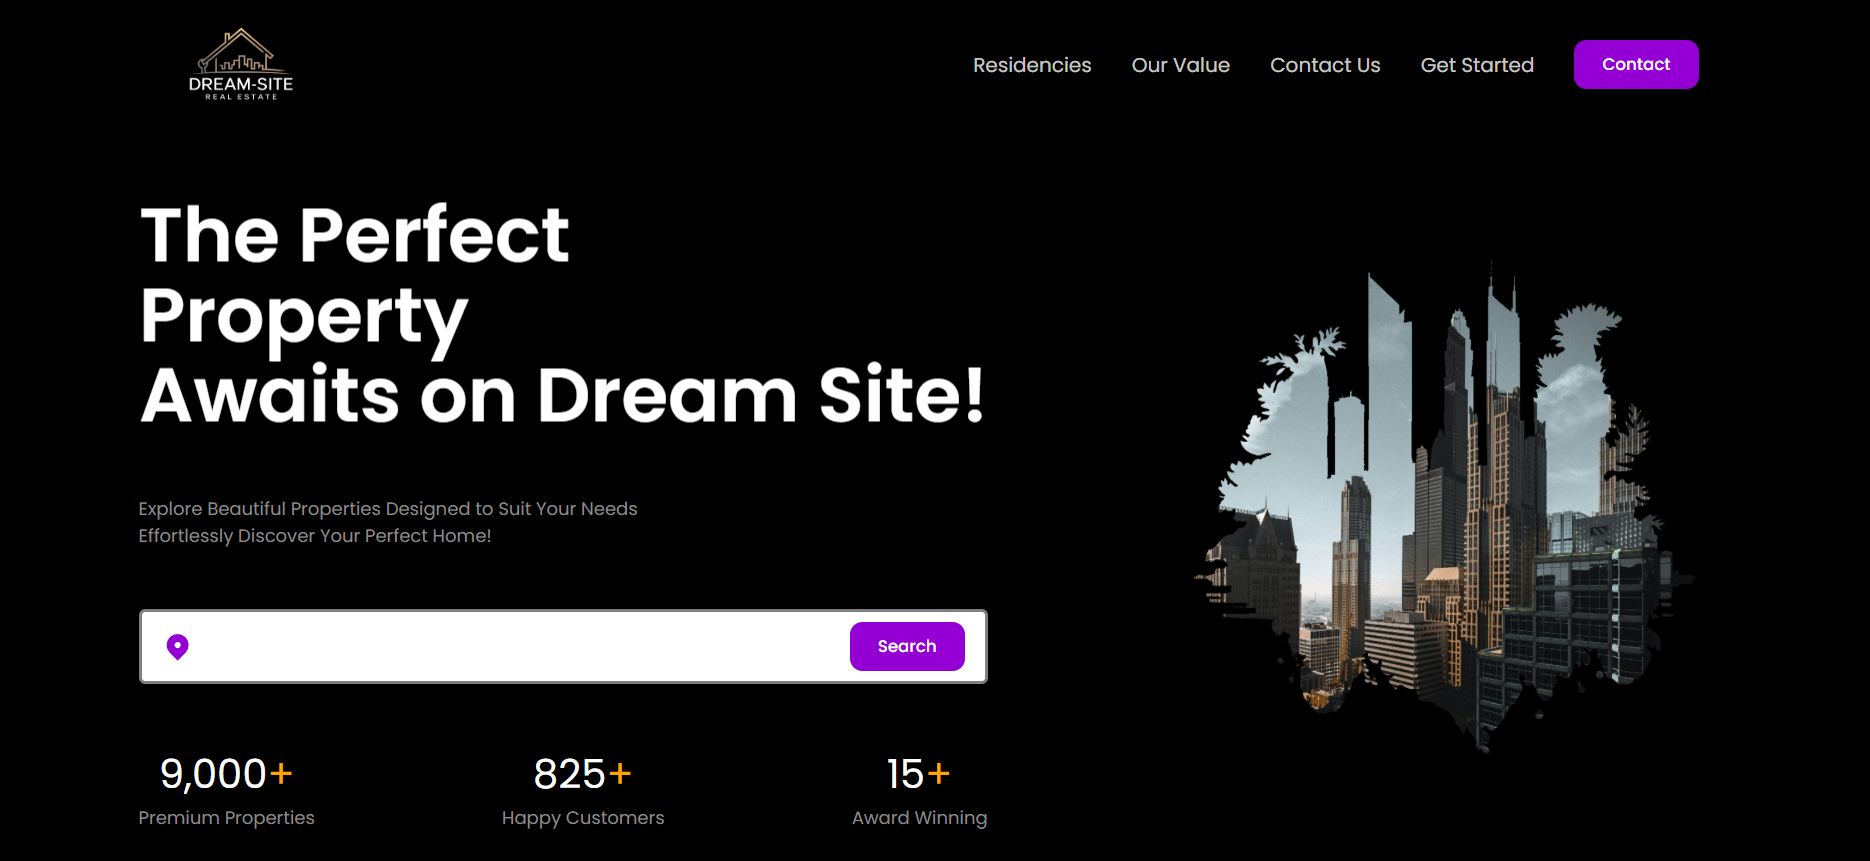 DREAM-SITE
REAL ESTATE
Residencies
Our Value
Contact Us
Get Started
Contact
The Perfect
Property
Awaits on Dream Site!
Explore Beautiful Properties Designed to Suit Your Needs
Effortlessly Discover Your Perfect Home!
Search
9,000+
Premium Properties
825+
Happy Customers
15+
Award Winning